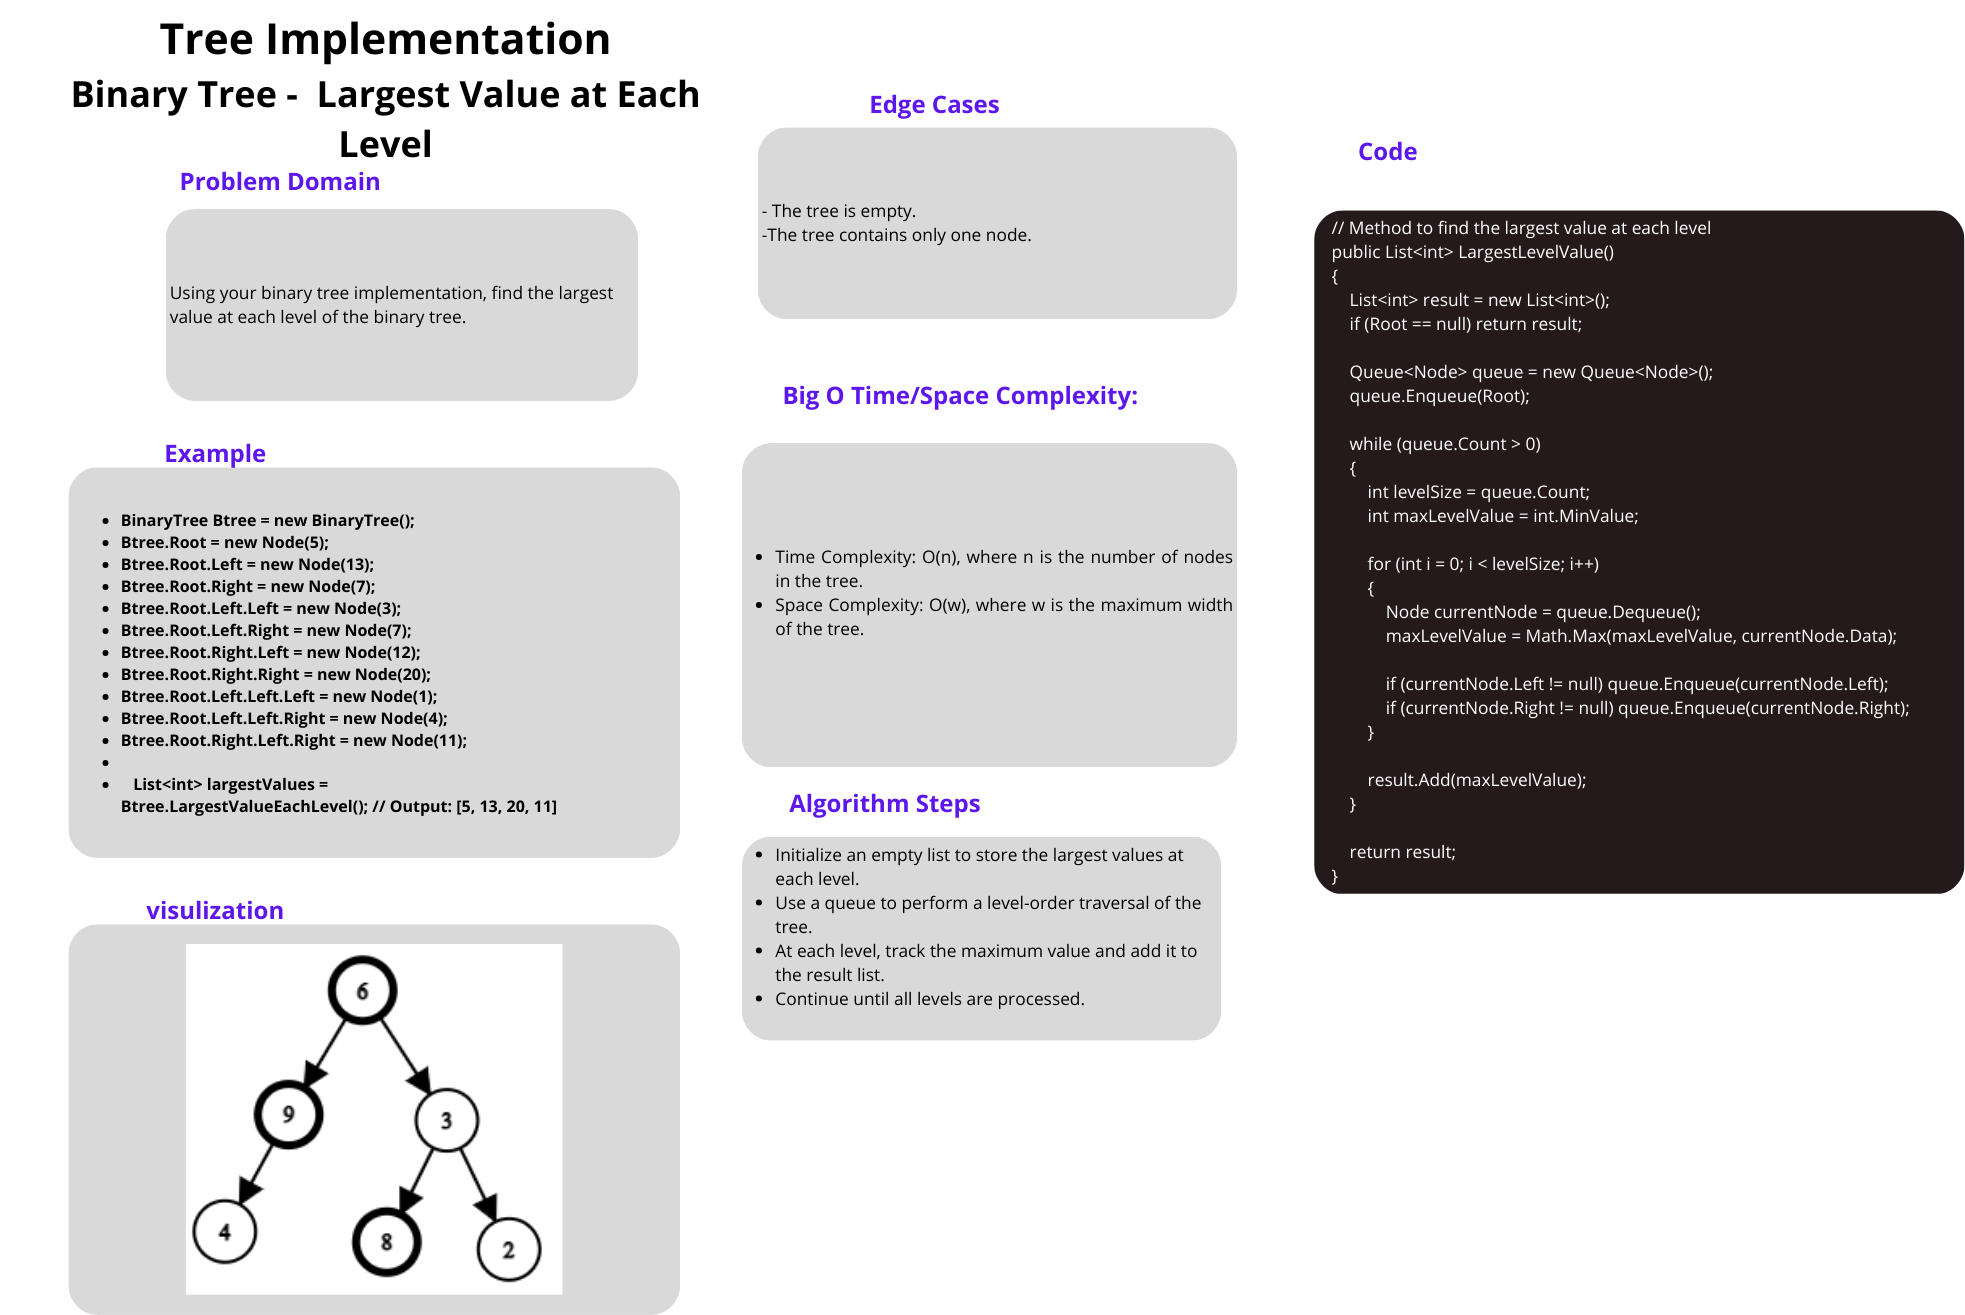 Tree Implementation
Binary Tree -  Largest Value at Each
Level
Problem Domain
Using your binary tree implementation, find the largest
value at each level of the binary tree.
Example
• BinaryTree Btree = new BinaryTree();
• Btree.Root = new Node(5);
• Btree.Root.Left = new Node(13);
• Btree.Root.Right = new Node(7);
• Btree.Root.Left.Left = new Node(3);
• Btree.Root.Left.Right = new Node(7);
• Btree.Root.Right.Left = new Node(12);
• Btree.Root.Right.Right = new Node(20);
• Btree.Root.Left.Left.Left = new Node(1);
• Btree.Root.Left.Left.Right = new Node(4);
• Btree.Root.Right.Left.Right = new Node(11);
•
•   List<int> largestValues =
Btree.LargestValueEachLevel(); // Output: [5, 13, 20, 11]
visulization
6
9
3
4
8
2
Edge Cases
- The tree is empty.
-The tree contains only one node.
Big O Time/Space Complexity:
• Time Complexity: O(n), where n is the number of nodes
in the tree.
• Space Complexity: O(w), where w is the maximum width
of the tree.
Algorithm Steps
• Initialize an empty list to store the largest values at
each level.
• Use a queue to perform a level-order traversal of the
tree.
• At each level, track the maximum value and add it to
the result list.
• Continue until all levels are processed.
Code
// Method to find the largest value at each level
public List<int> LargestLevelValue()
{
    List<int> result = new List<int>();
    if (Root == null) return result;
    Queue<Node> queue = new Queue<Node>();
    queue.Enqueue(Root);
    while (queue.Count > 0)
    {
        int levelSize = queue.Count;
        int maxLevelValue = int.MinValue;
        for (int i = 0; i < levelSize; i++)
        {
            Node currentNode = queue.Dequeue();
            maxLevelValue = Math.Max(maxLevelValue, currentNode.Data);
            if (currentNode.Left != null) queue.Enqueue(currentNode.Left);
            if (currentNode.Right != null) queue.Enqueue(currentNode.Right);
        }
        result.Add(maxLevelValue);
    }
    return result;
}